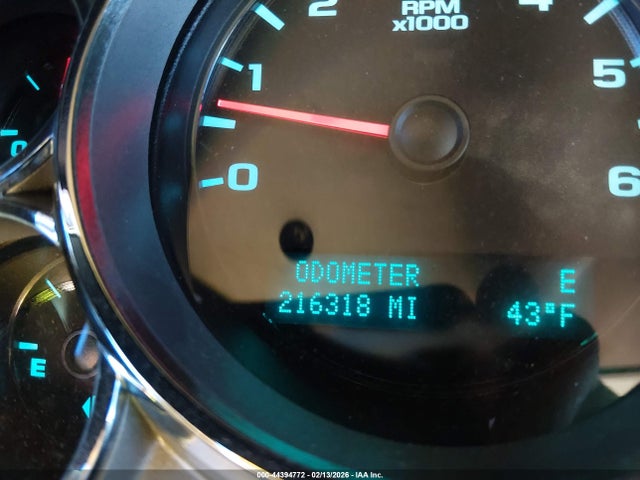 2
RPM
x1000
4
1
5
0
6
0
ODOMETER
216318 MI
E
43°F
E
000-44394772 - 02/13/2026 - IAA Inc.